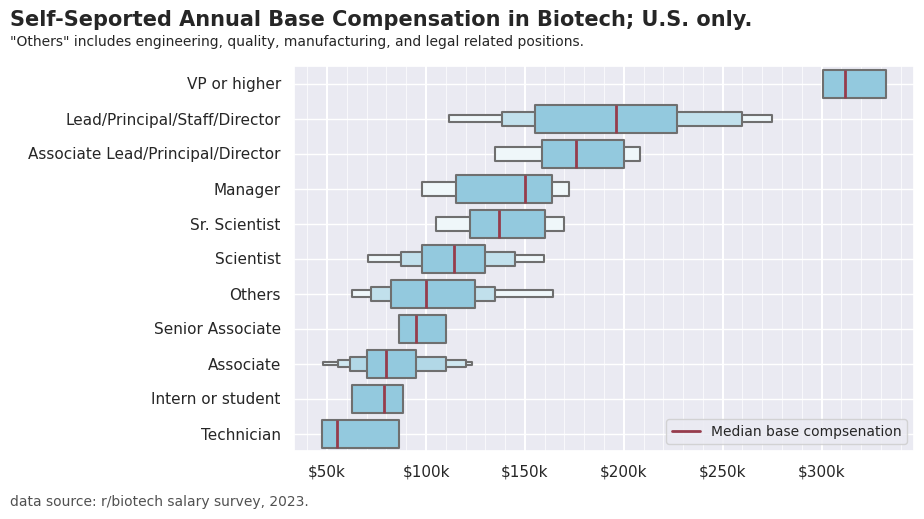 Self-Seported Annual Base Compensation in Biotech; U.S. only.
"Others" includes engineering, quality, manufacturing, and legal related positions.
VP or higher
Lead/Principal/Staff/Director
Associate Lead/Principal/Director
Manager
Sr. Scientist
Scientist
Others
Senior Associate
Associate
Intern or student
Technician
Median base compsenation
$50k $100k $150k $200k $250k $300k
data source: r/biotech salary survey, 2023.